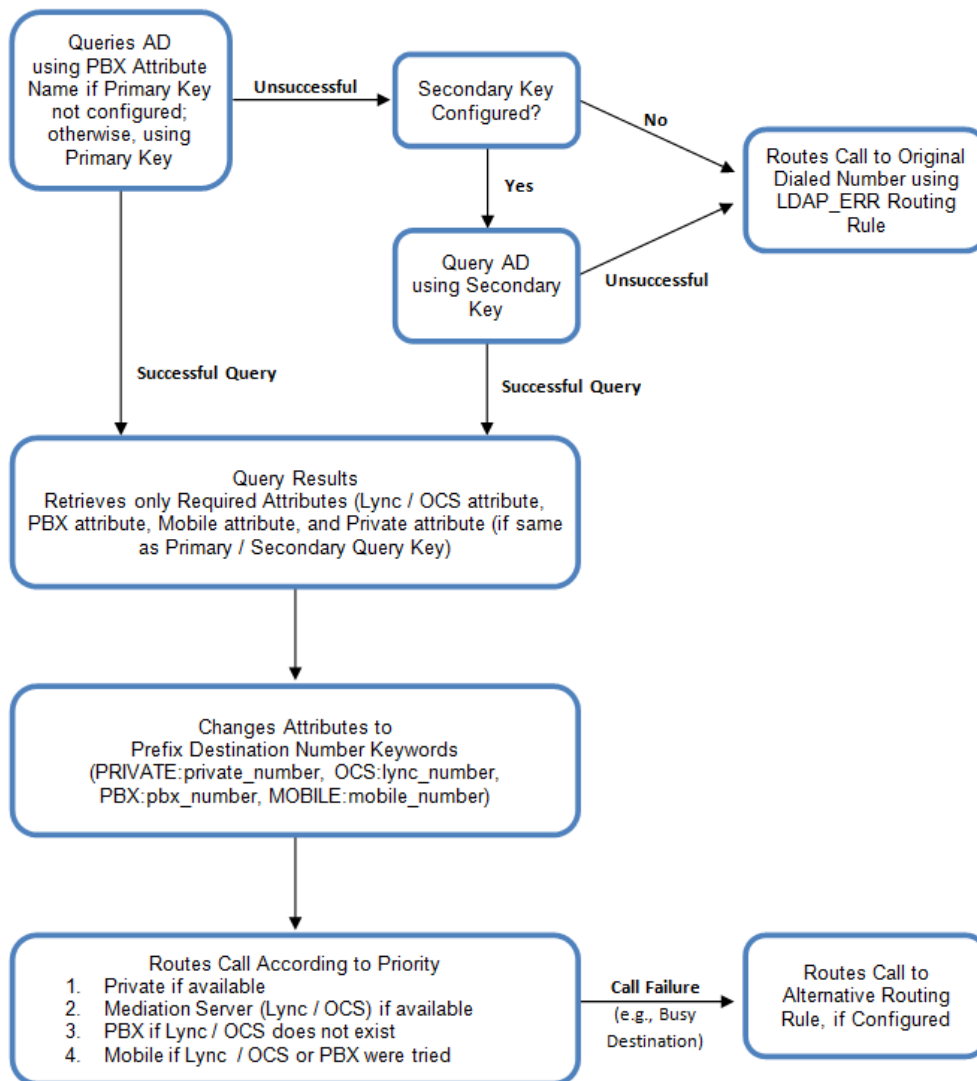 Queries AD
using PBX Attribute
Name if Primary Key
not configured;
otherwise, using
Primary Key
Unsuccessful
Secondary Key
Configured?
No
Routes Call to Original
Dialed Number using
LDAP_ERR Routing
Rule
Yes
Query AD
using Secondary
Key
Unsuccessful
Successful Query
Successful Query
Query Results
Retrieves only Required Attributes (Lync / OCS attribute,
PBX attribute, Mobile attribute, and Private attribute (if same
as Primary / Secondary Query Key)
Changes Attributes to
Prefix Destination Number Keywords
(PRIVATE:private_number, OCS:lync_number,
PBX:pbx_number, MOBILE:mobile_number)
Routes Call According to Priority
1. Private if available
2. Mediation Server (Lync / OCS) if available
3. PBX if Lync / OCS does not exist
4. Mobile if Lync / OCS or PBX were tried
Call Failure
(e.g., Busy
Destination)
Routes Call to
Alternative Routing
Rule, if Configured